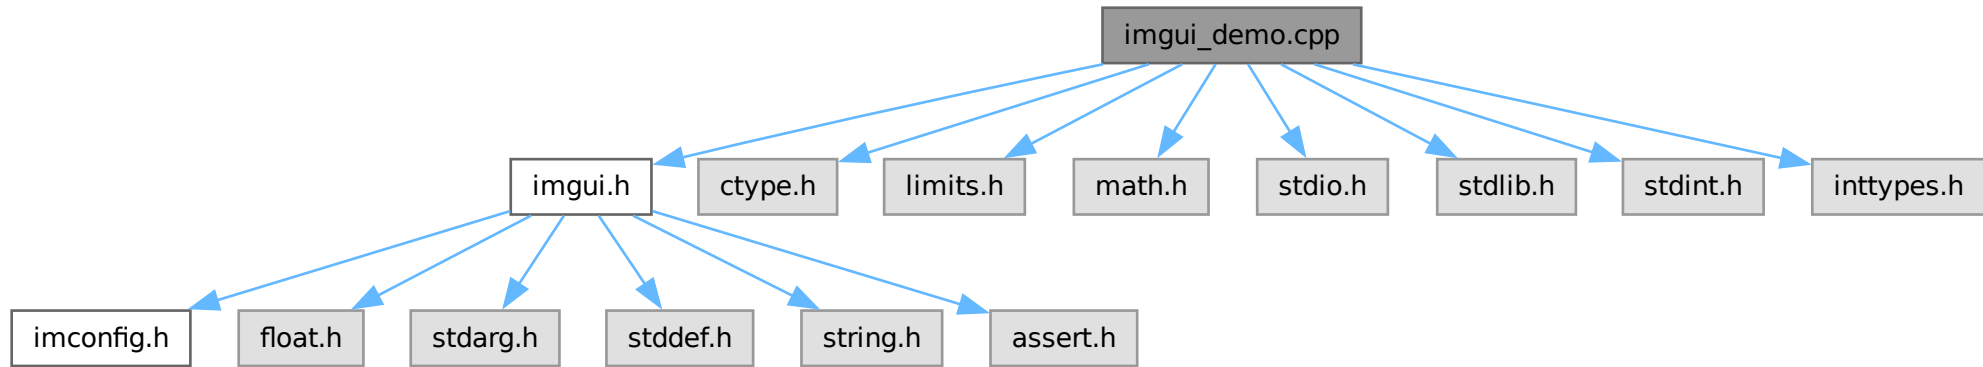 imgui_demo.cpp
imgui.h
ctype.h
limits.h
math.h
stdio.h
stdlib.h
stdint.h
inttypes.h
imconfig.h
float.h
stdarg.h
stddef.h
string.h
assert.h